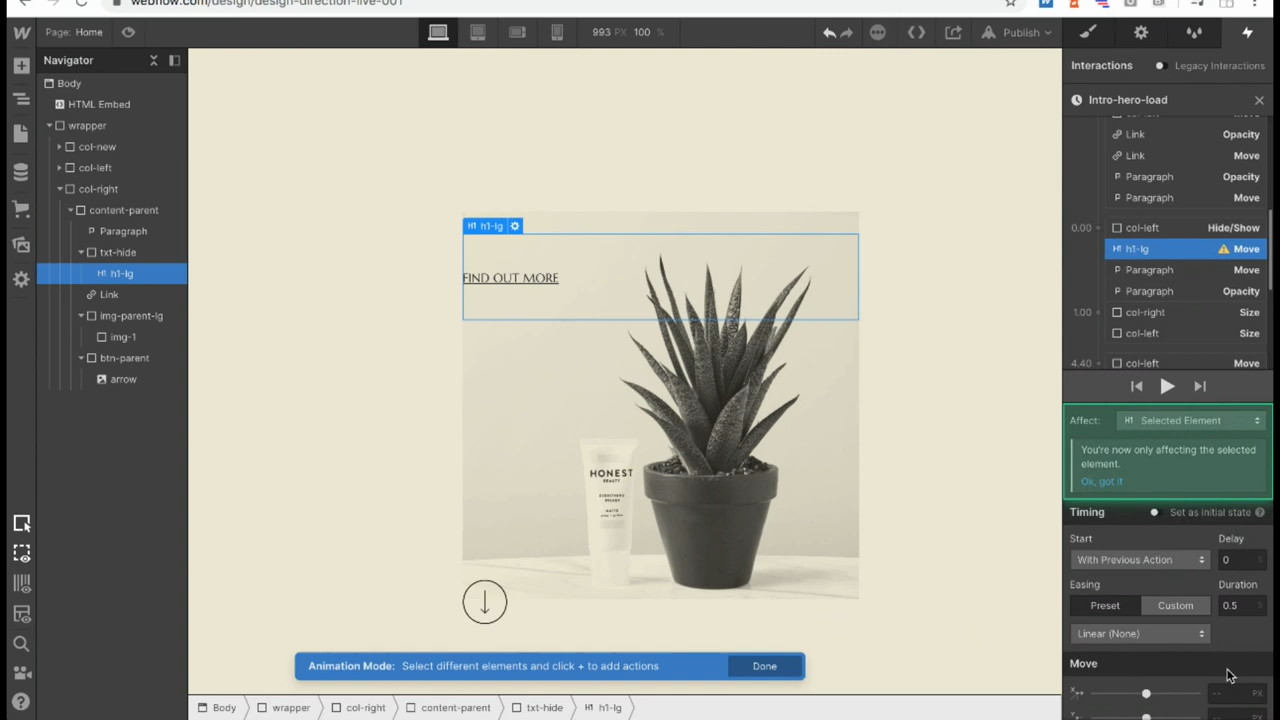 webflow.com/design/design-direction-live-001
W
Page: Home
993 PX 100 %
Publish
Navigator
Body
HTML Embed
wrapper
col-new
col-left
col-right
content-parent
P Paragraph
txt-hide
H1 h1-lg
Link
img-parent-lg
img-1
btn-parent
arrow
H1 h1-lg
FIND OUT MORE
HONEST
BEAUTY
Animation Mode: Select different elements and click + to add actions
Done
Body
wrapper
col-right
content-parent
txt-hide
H1 h1-lg
Interactions
Legacy Interactions
Intro-hero-load
Link Opacity
Link Move
P Paragraph Opacity
P Paragraph Move
0.00 col-left Hide/Show
H1 h1-lg Move
P Paragraph Move
P Paragraph Opacity
1.00 col-right Size
col-left Size
4.40 col-left Move
Affect: H1 Selected Element
You're now only affecting the selected
element.
Ok, got it
Timing Set as initial state ?
Start Delay
With Previous Action 0 S
Easing Duration
Preset Custom 0.5 S
Linear (None)
Move
X -- PX